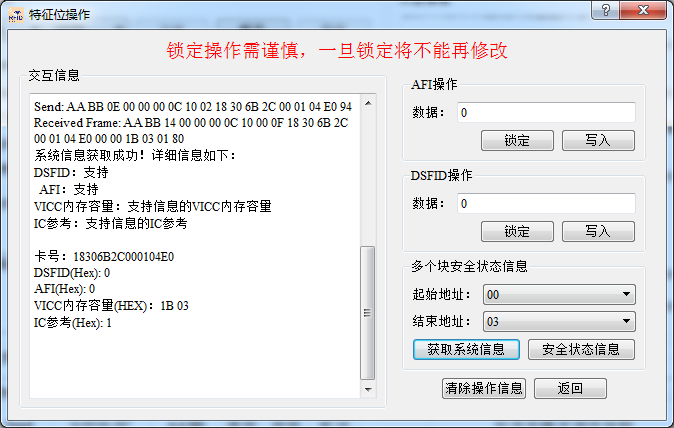 特征位操作
锁定操作需谨慎，一旦锁定将不能再修改
交互信息
Send: AA BB 0E 00 00 00 0C 10 02 18 30 6B 2C 00 01 04 E0 94
Received Frame: AA BB 14 00 00 00 0C 10 00 0F 18 30 6B 2C
00 01 04 E0 00 00 1B 03 01 80
系统信息获取成功！详细信息如下：
DSFID：支持
AFI：支持
VICC内存容量：支持信息的VICC内存容量
IC参考：支持信息的IC参考
卡号：18306B2C000104E0
DSFID(Hex): 0
AFI(Hex): 0
VICC内存容量(HEX)：1B 03
IC参考(Hex): 1
AFI操作
数据： 0
锁定 写入
DSFID操作
数据： 0
锁定 写入
多个块安全状态信息
起始地址： 00
结束地址： 03
获取系统信息 安全状态信息
清除操作信息 返回